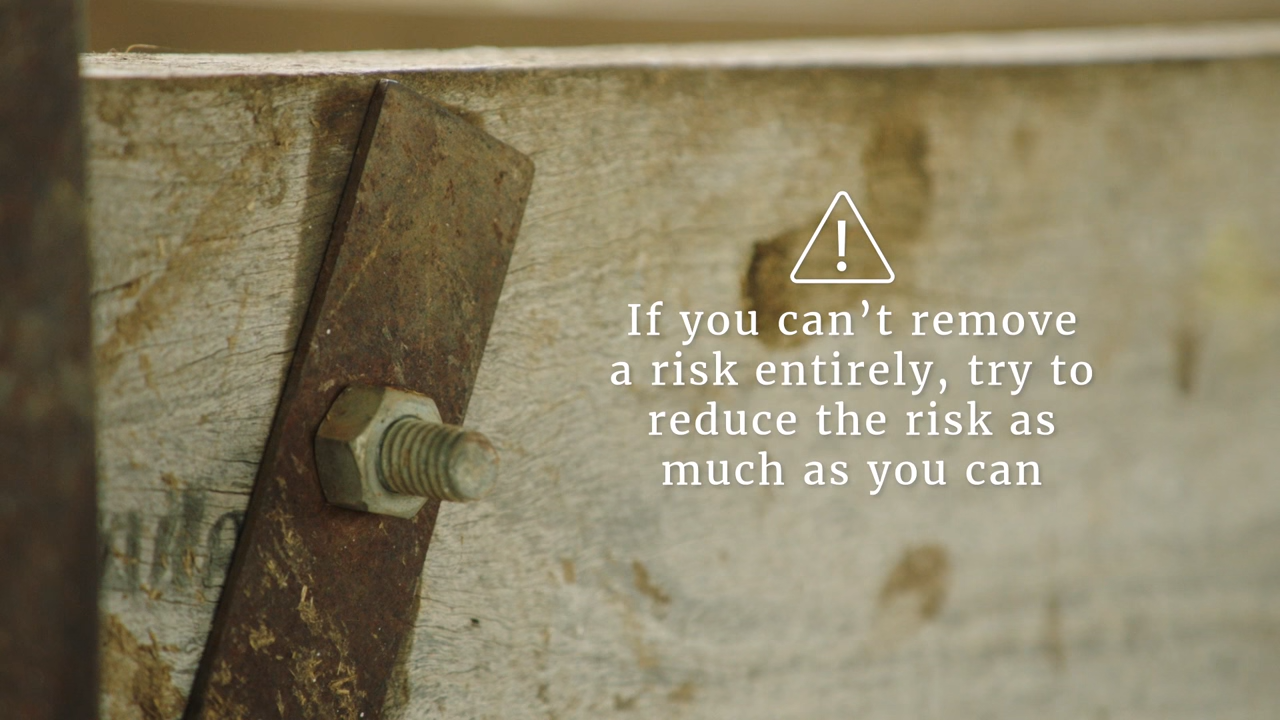 If you can’t remove
a risk entirely, try to
reduce the risk as
much as you can